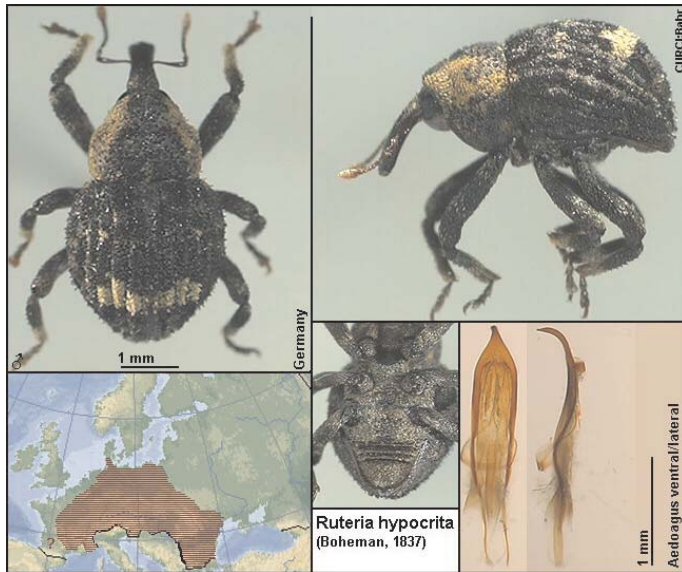 CURCI:Bahr
♂
1 mm
Germany
?
Ruteria hypocrita
(Boheman, 1837)
1 mm
Aedoagus ventral/lateral